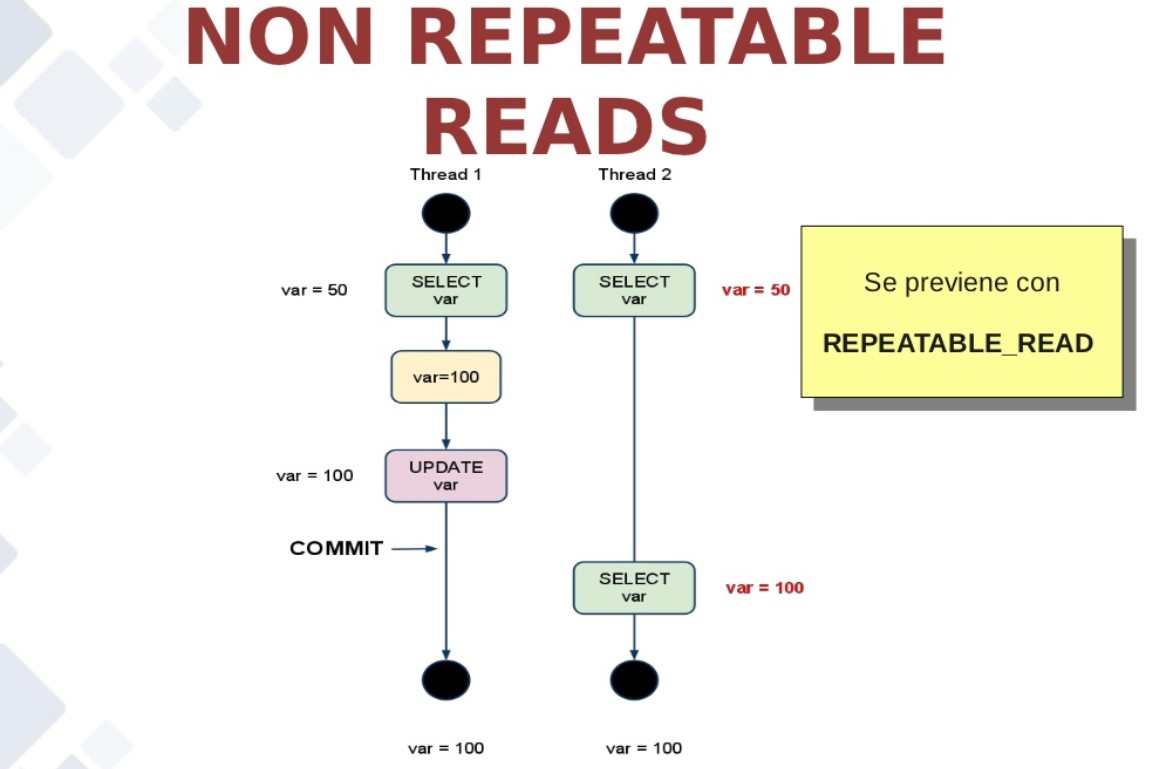 NON REPEATABLE
READS
Thread 1
Thread 2
var = 50
SELECT
var
SELECT
var
var = 50
Se previene con
REPEATABLE_READ
var=100
var = 100
UPDATE
var
COMMIT
SELECT
var
var = 100
var = 100
var = 100